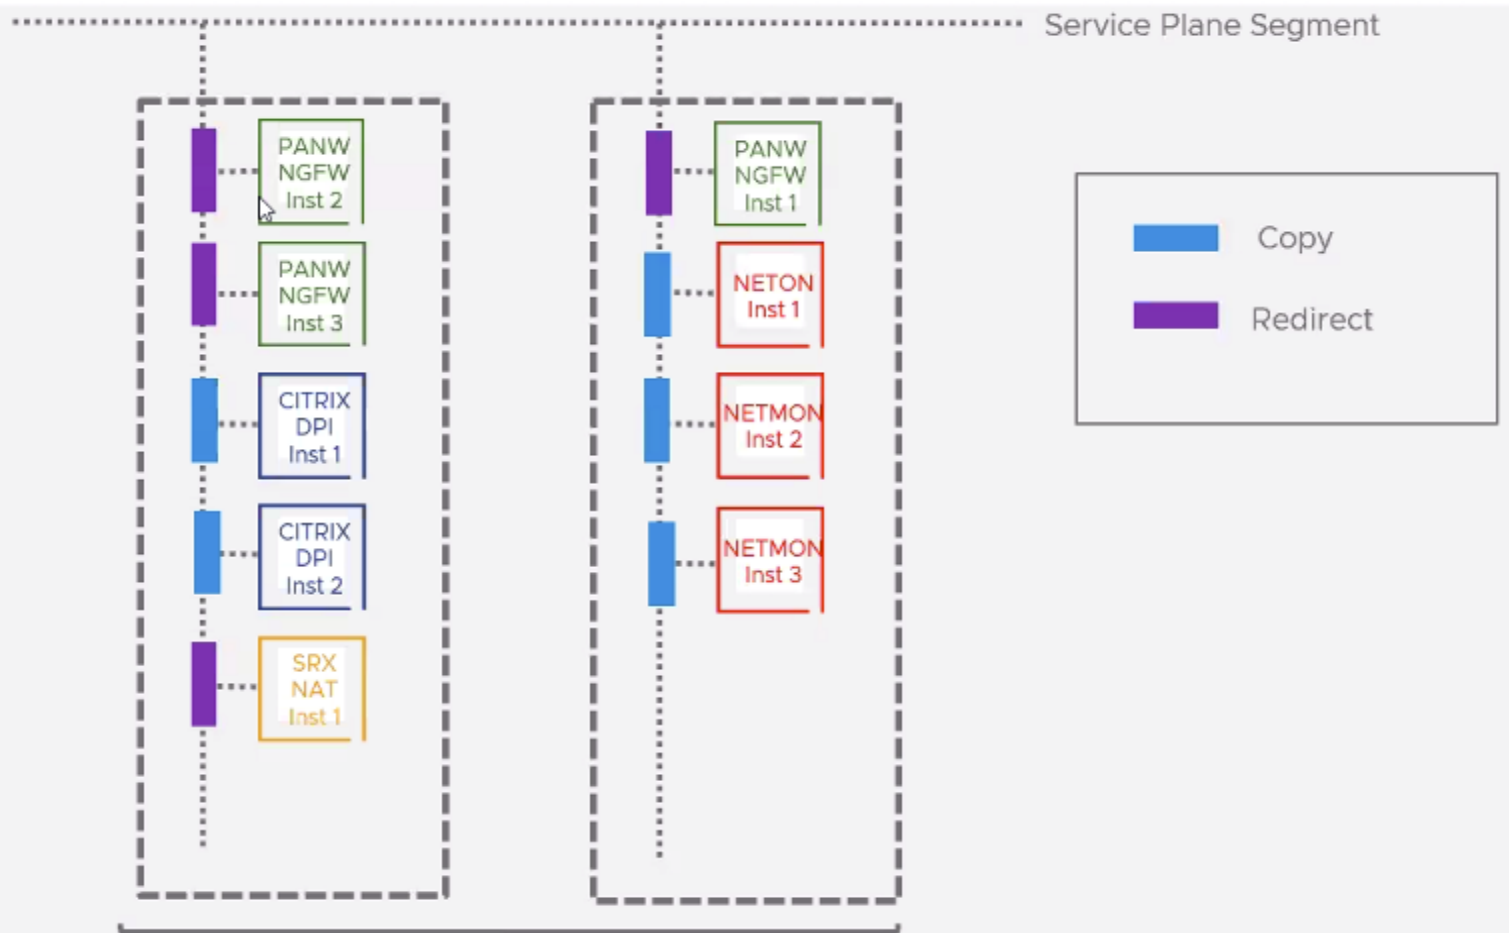 Service Plane Segment
PANW
NGFW
Inst 2
PANW
NGFW
Inst 3
CITRIX
DPI
Inst 1
CITRIX
DPI
Inst 2
SRX
NAT
Inst 1
PANW
NGFW
Inst 1
NETON
Inst 1
NETMON
Inst 2
NETMON
Inst 3
Copy
Redirect